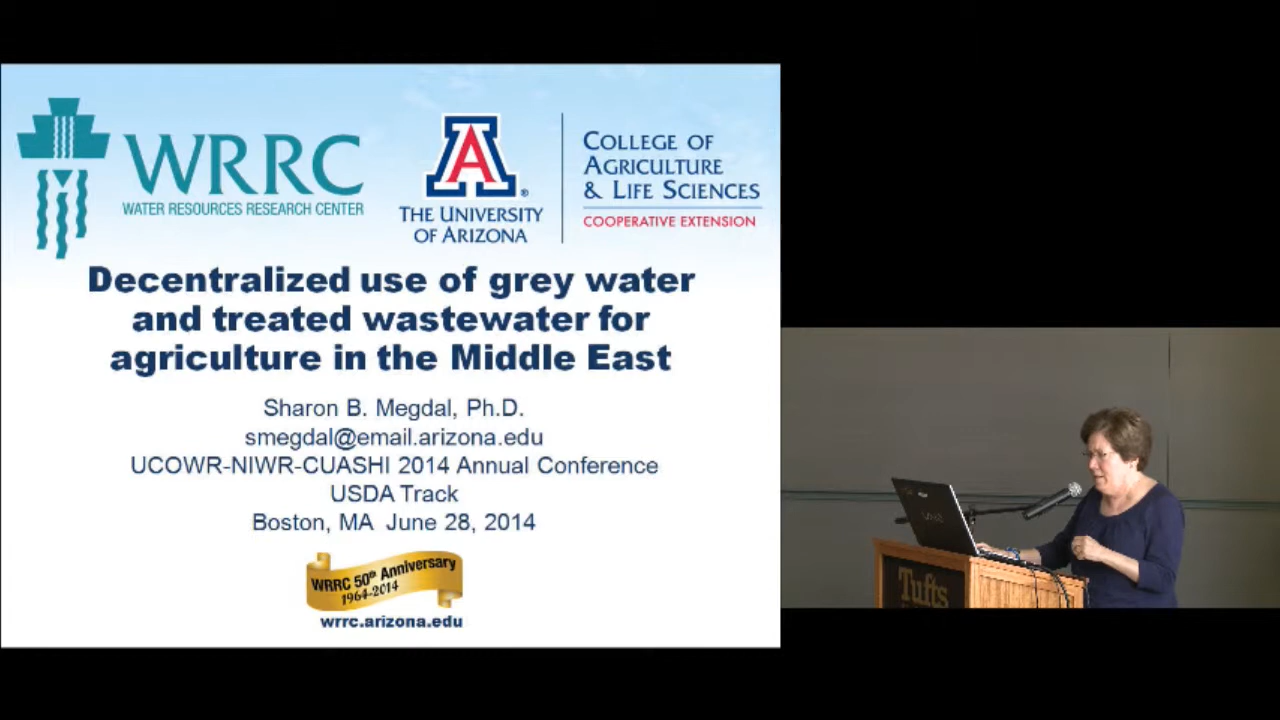 WRRC
WATER RESOURCES RESEARCH CENTER
A
®
THE UNIVERSITY
OF ARIZONA
COLLEGE OF
AGRICULTURE
& LIFE SCIENCES
COOPERATIVE EXTENSION
Decentralized use of grey water
and treated wastewater for
agriculture in the Middle East
Sharon B. Megdal, Ph.D.
smegdal@email.arizona.edu
UCOWR-NIWR-CUASHI 2014 Annual Conference
USDA Track
Boston, MA June 28, 2014
WRRC 50th Anniversary
1964-2014
wrrc.arizona.edu
Tufts